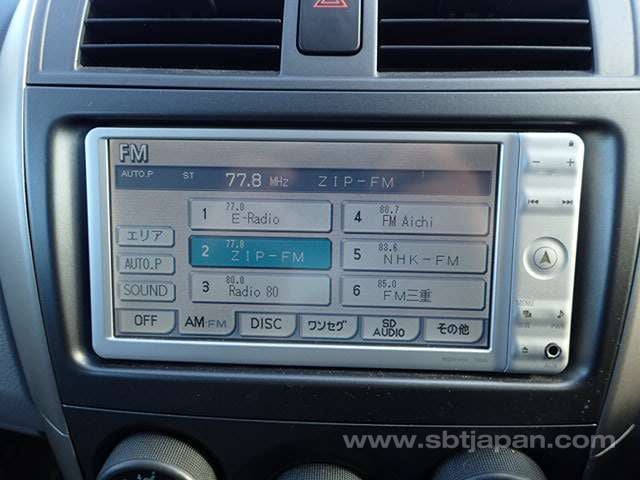 FM
AUTO.P ST 77.8 MHz ZIP-FM
1 77.0 E-Radio
4 80.7 FM Aichi
エリア
2 77.8 ZIP-FM
5 83.6 NHK-FM
AUTO.P
SOUND
3 80.0 Radio 80
6 85.0 FM三重
OFF AM FM DISC ワンセグ SD AUDIO その他
MENU
www.sbtjapan.com